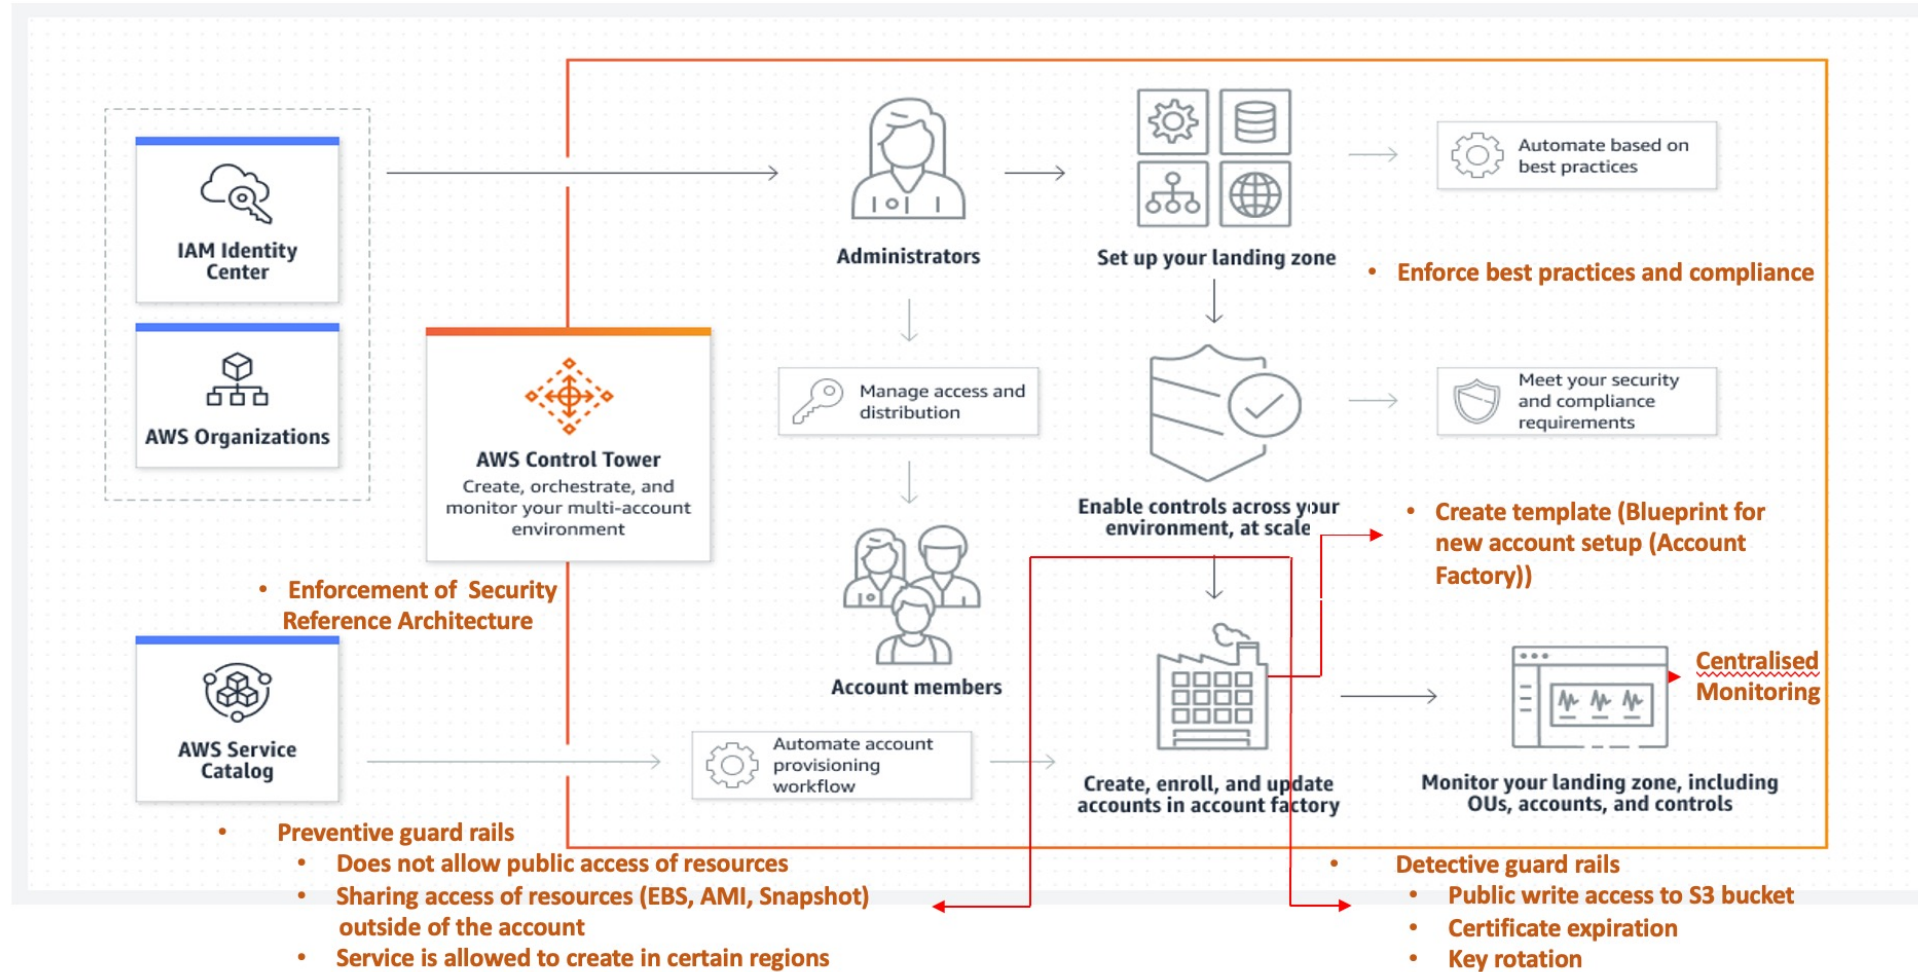 IAM Identity
Center
AWS Organizations
AWS Control Tower
Create, orchestrate, and
monitor your multi-account
environment
• Enforcement of Security
Reference Architecture
AWS Service
Catalog
Administrators
Manage access and
distribution
Account members
Automate account
provisioning
workflow
Set up your landing zone
Automate based on
best practices
• Enforce best practices and compliance
Enable controls across your
environment, at scale
Meet your security
and compliance
requirements
• Create template (Blueprint for
new account setup (Account
Factory))
Create, enroll, and update
accounts in account factory
Centralised
Monitoring
Monitor your landing zone, including
OUs, accounts, and controls
• Preventive guard rails
• Does not allow public access of resources
• Sharing access of resources (EBS, AMI, Snapshot)
outside of the account
• Service is allowed to create in certain regions
• Detective guard rails
• Public write access to S3 bucket
• Certificate expiration
• Key rotation